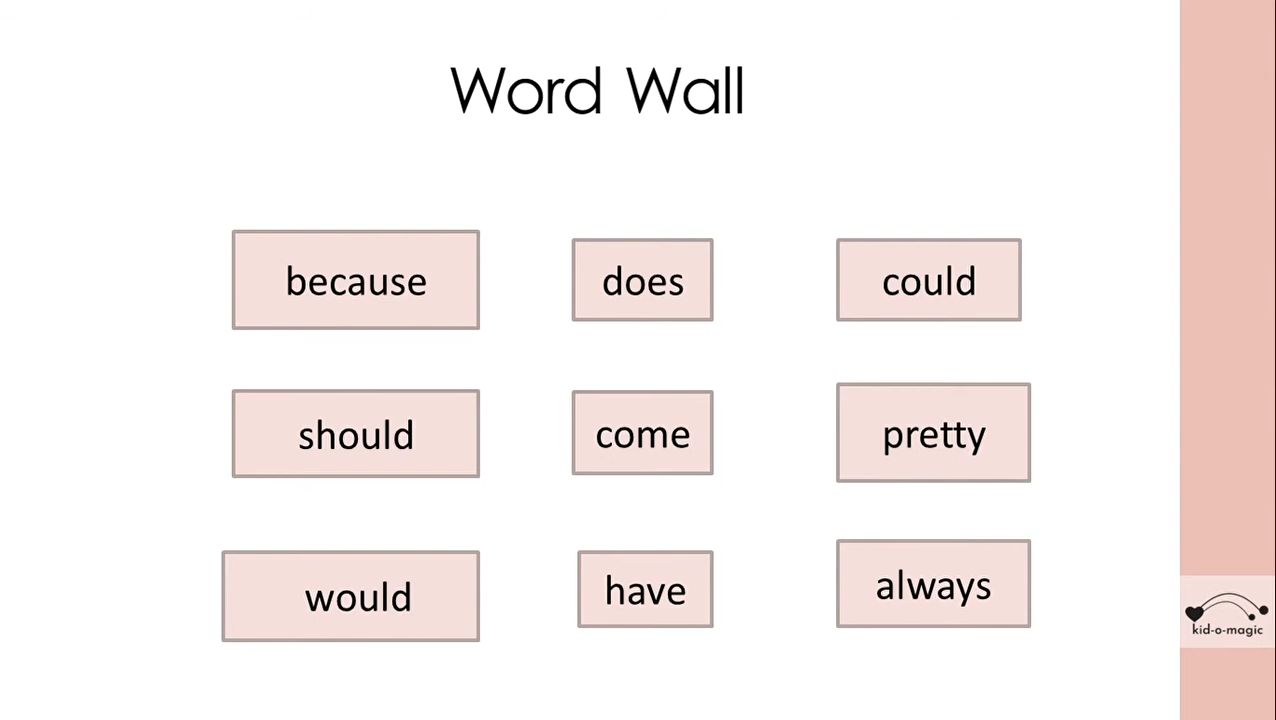 Word Wall
because does could
should come pretty
would have always
kid-o-magic